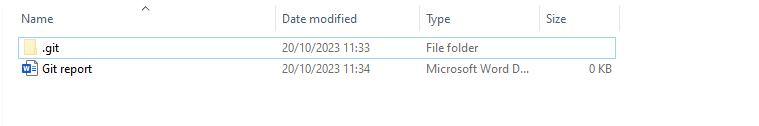 Name Date modified Type Size
.git 20/10/2023 11:33 File folder
Git report 20/10/2023 11:34 Microsoft Word D... 0 KB